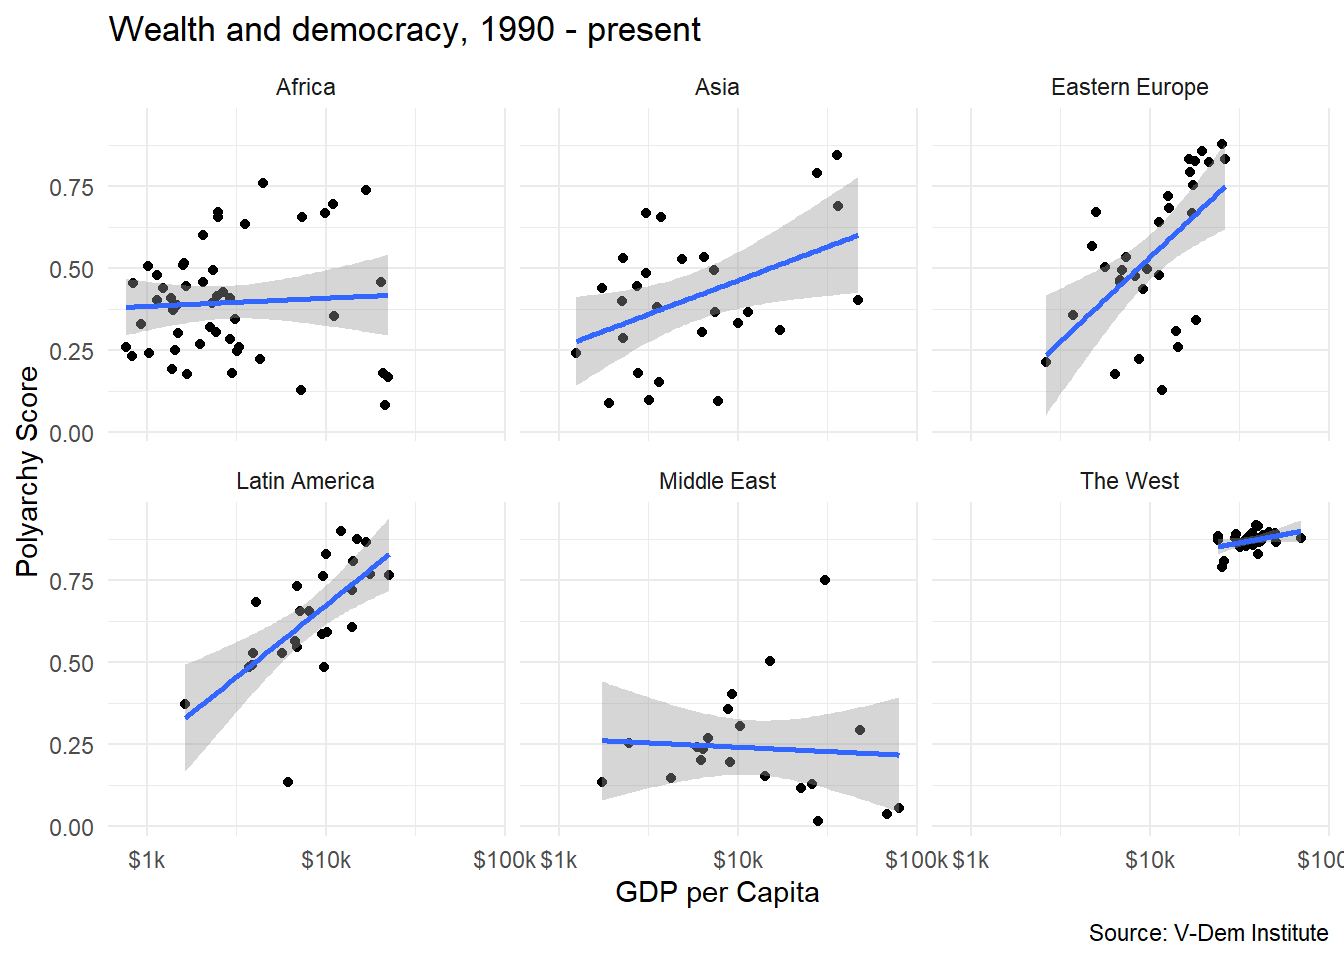 Wealth and democracy, 1990 - present
Africa
Asia
Eastern Europe
0.75
0.50
0.25
0.00
Polyarchy Score
Latin America
Middle East
The West
0.75
0.50
0.25
0.00
$1k $10k $100k $1k $10k $100k $1k $10k $100
GDP per Capita
Source: V-Dem Institute